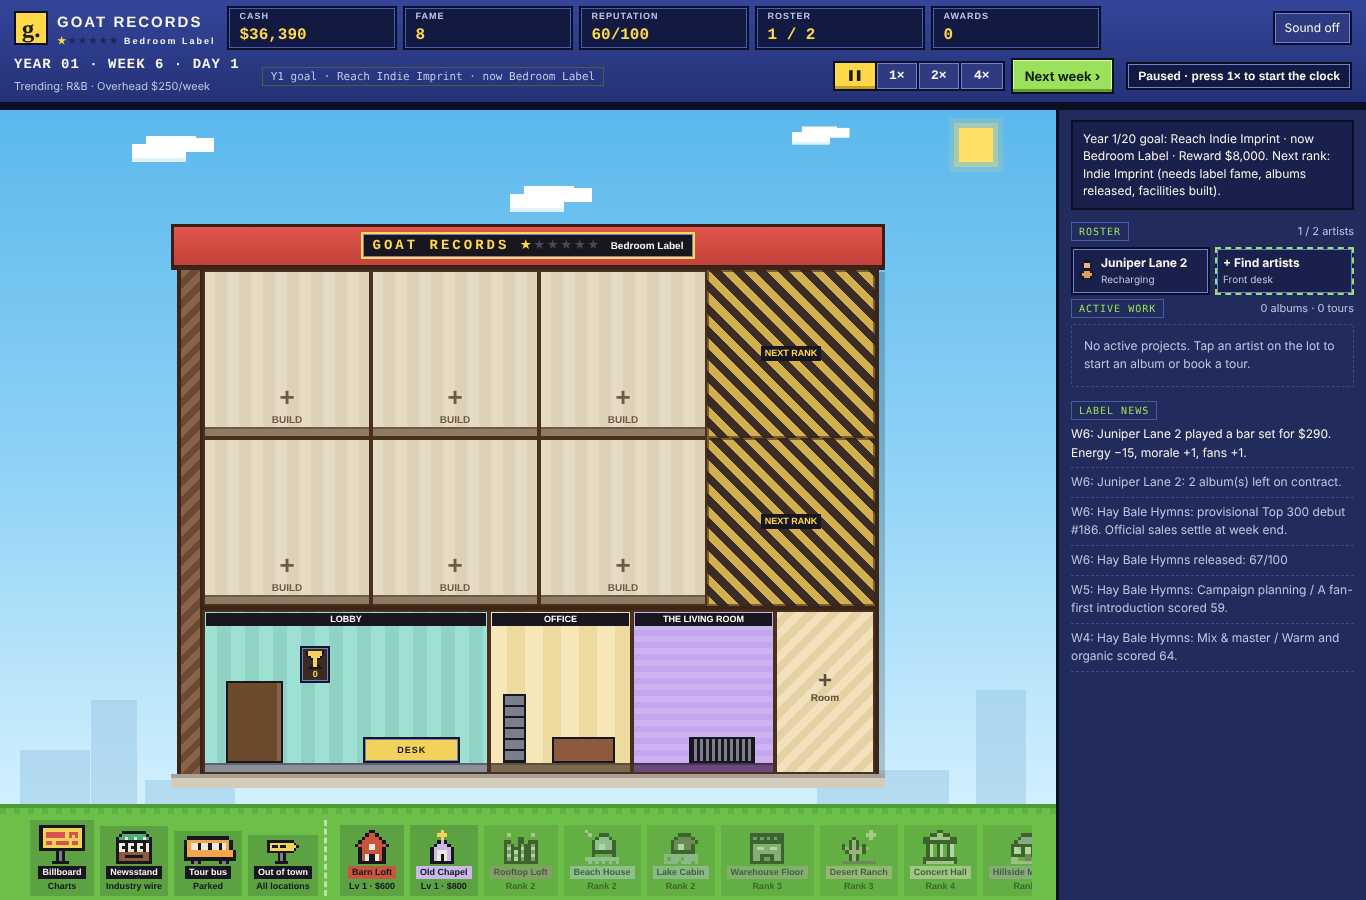 g.
GOAT RECORDS
★★★★★★ Bedroom Label
CASH
$36,390
FAME
8
REPUTATION
60/100
ROSTER
1 / 2
AWARDS
0
Sound off
YEAR 01 · WEEK 6 · DAY 1
Trending: R&B · Overhead $250/week
Y1 goal · Reach Indie Imprint · now Bedroom Label
1×
2×
4×
Next week ›
Paused · press 1× to start the clock
GOAT RECORDS ★★★★★★ Bedroom Label
+
BUILD
+
BUILD
+
BUILD
NEXT RANK
+
BUILD
+
BUILD
+
BUILD
NEXT RANK
LOBBY
OFFICE
THE LIVING ROOM
0
DESK
+
Room
Billboard
Charts
Newsstand
Industry wire
Tour bus
Parked
Out of town
All locations
Barn Loft
Lv 1 · $600
Old Chapel
Lv 1 · $800
Rooftop Loft
Rank 2
Beach House
Rank 2
Lake Cabin
Rank 2
Warehouse Floor
Rank 3
Desert Ranch
Rank 3
Concert Hall
Rank 4
Hillside
Year 1/20 goal: Reach Indie Imprint · now
Bedroom Label · Reward $8,000. Next rank:
Indie Imprint (needs label fame, albums
released, facilities built).
ROSTER
1 / 2 artists
Juniper Lane 2
Recharging
+ Find artists
Front desk
ACTIVE WORK
0 albums · 0 tours
No active projects. Tap an artist on the lot to
start an album or book a tour.
LABEL NEWS
W6: Juniper Lane 2 played a bar set for $290.
Energy −15, morale +1, fans +1.
W6: Juniper Lane 2: 2 album(s) left on contract.
W6: Hay Bale Hymns: provisional Top 300 debut
#186. Official sales settle at week end.
W6: Hay Bale Hymns released: 67/100
W5: Hay Bale Hymns: Campaign planning / A fan-
first introduction scored 59.
W4: Hay Bale Hymns: Mix & master / Warm and
organic scored 64.